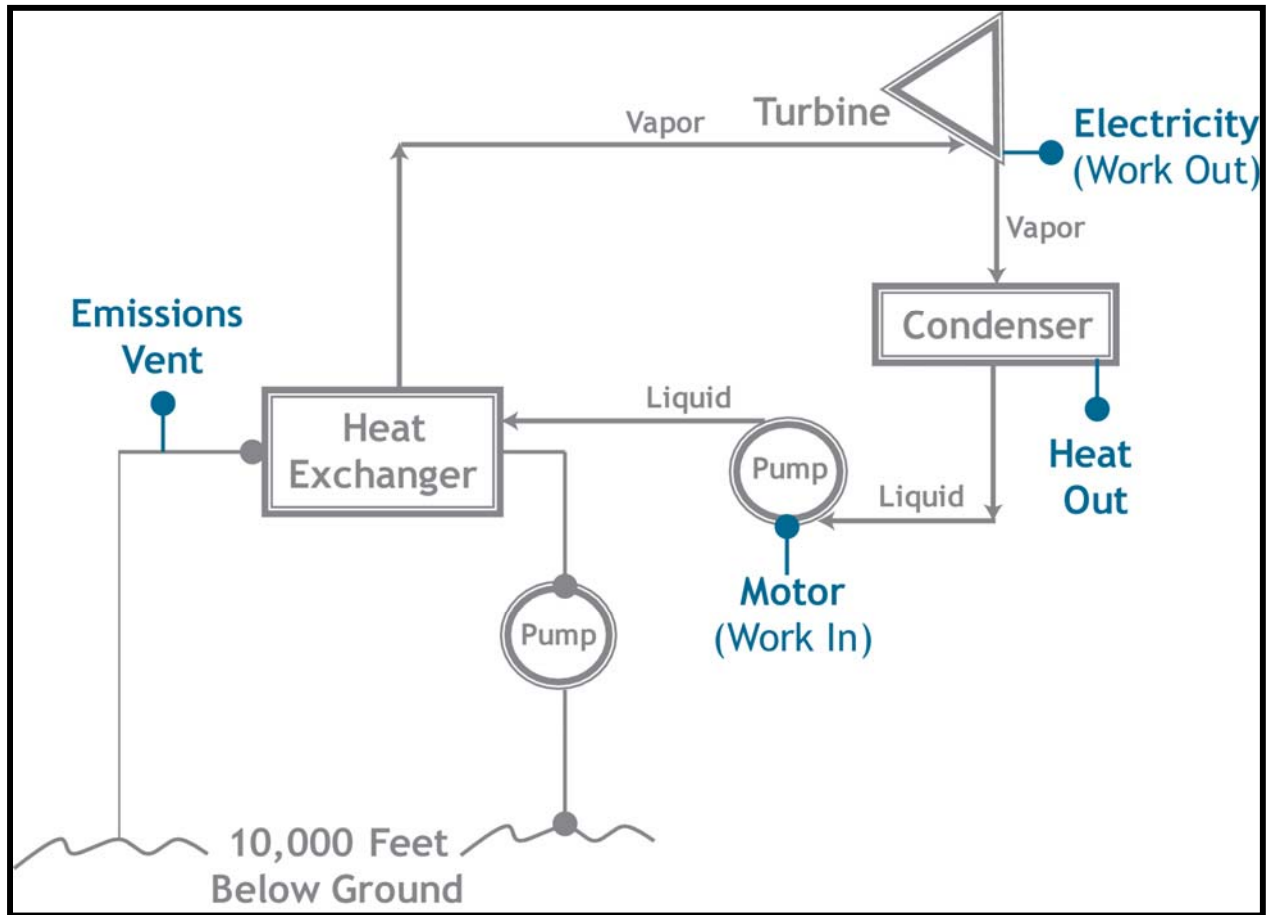 Vapor
Turbine
Electricity
(Work Out)
Vapor
Emissions
Vent
Condenser
Heat
Exchanger
Liquid
Pump
Liquid
Heat
Out
Motor
(Work In)
Pump
10,000 Feet
Below Ground